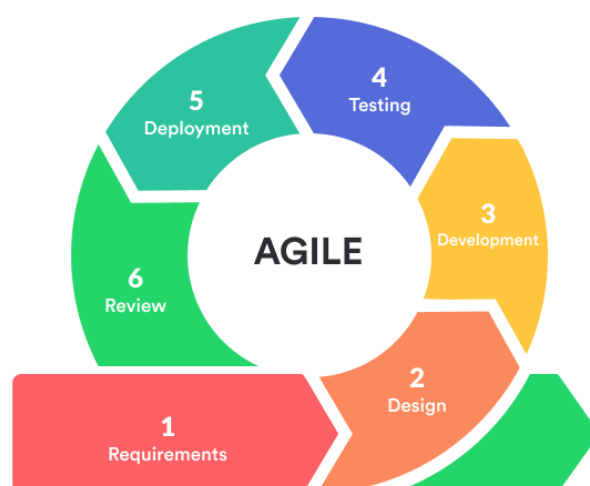 4
Testing
5
Deployment
3
Development
AGILE
6
Review
2
Design
1
Requirements